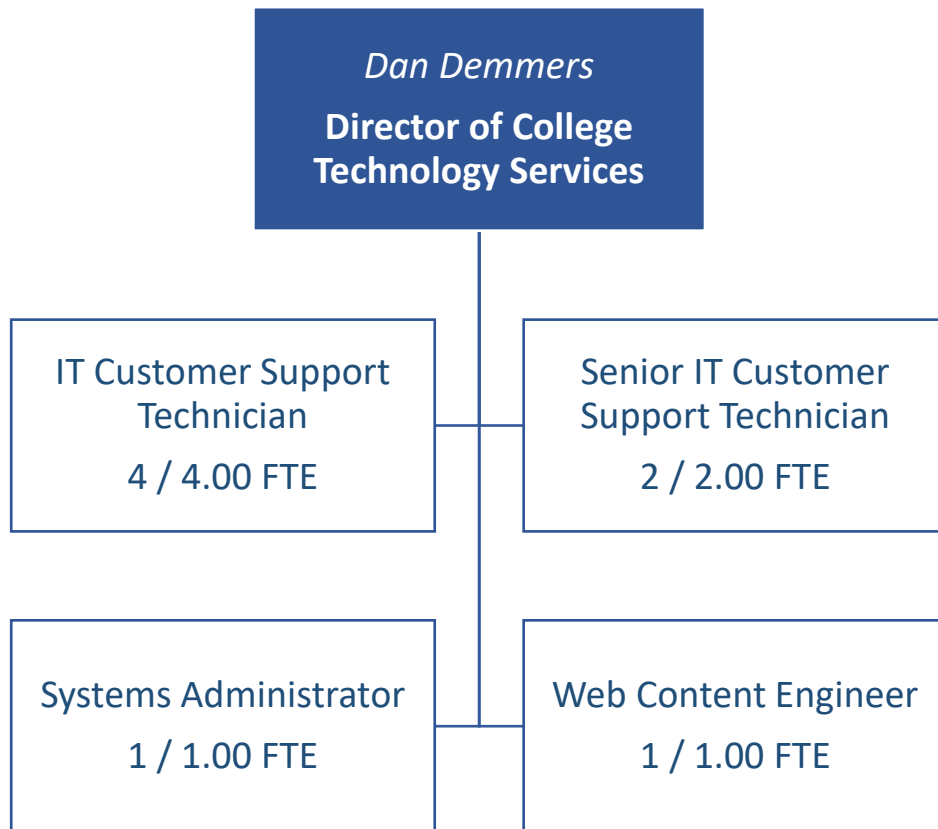 Dan Demmers
Director of College
Technology Services
IT Customer Support
Technician
4 / 4.00 FTE
Senior IT Customer
Support Technician
2 / 2.00 FTE
Systems Administrator
1 / 1.00 FTE
Web Content Engineer
1 / 1.00 FTE